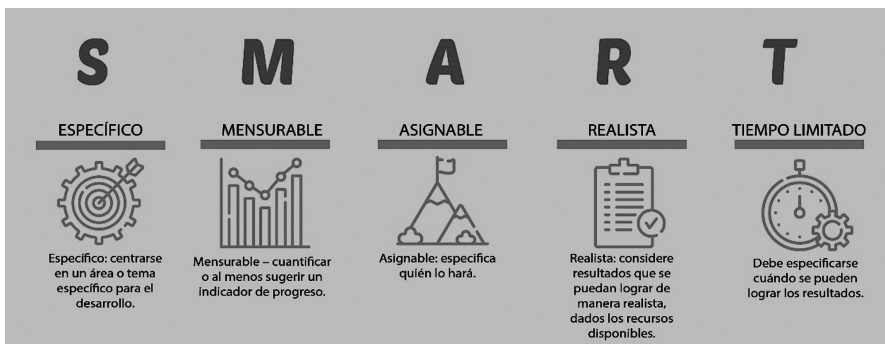 S M A R T
ESPECÍFICO
MENSURABLE
ASIGNABLE
REALISTA
TIEMPO LIMITADO
Específico: centrarse
en un área o tema
específico para el
desarrollo.
Mensurable – cuantificar
o al menos sugerir un
indicador de progreso.
Asignable: especifica
quién lo hará.
Realista: considere
resultados que se
puedan lograr de
manera realista,
dados los recursos
disponibles.
Debe especificarse
cuándo se pueden
lograr los resultados.